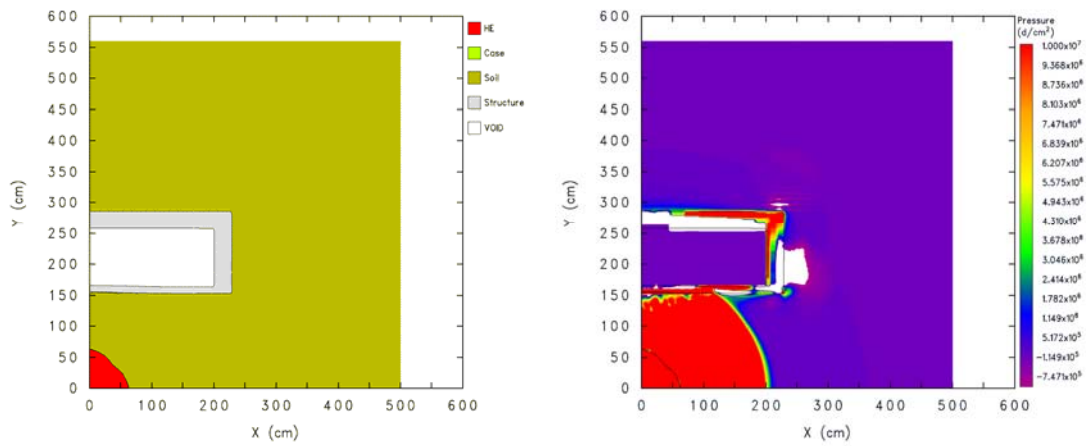 600
550
500
450
400
350
300
250
200
150
100
50
0
Y (cm)
0 100 200 300 400 500 600
X (cm)
HE
Case
Soil
Structure
VOID
600
550
500
450
400
350
300
250
200
150
100
50
0
Y (cm)
0 100 200 300 400 500 600
X (cm)
Pressure
(d/cm²)
1.000x10⁷
9.368x10⁶
8.736x10⁶
8.103x10⁶
7.471x10⁶
6.839x10⁶
6.207x10⁶
5.575x10⁶
4.943x10⁶
4.310x10⁶
3.678x10⁶
3.046x10⁶
2.414x10⁶
1.782x10⁶
1.149x10⁶
5.172x10⁵
-1.149x10⁵
-7.471x10⁵